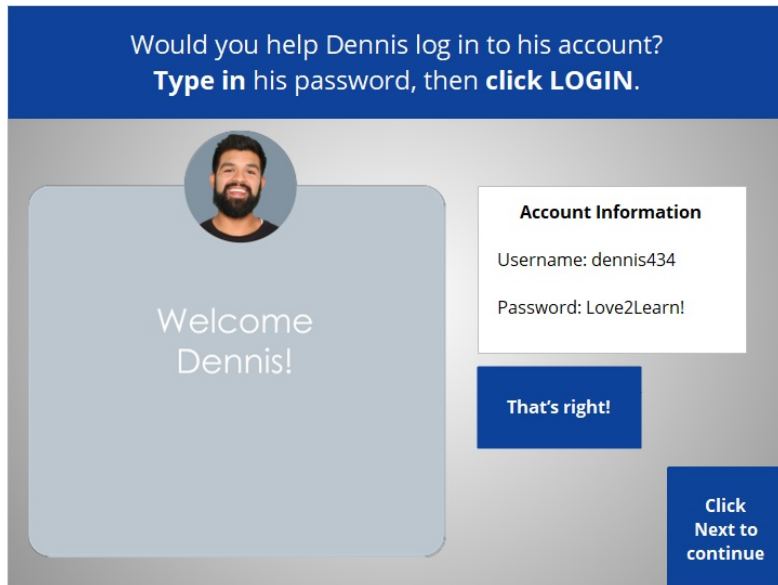 Would you help Dennis log in to his account?
Type in his password, then click LOGIN.
Welcome
Dennis!
Account Information
Username: dennis434
Password: Love2Learn!
That’s right!
Click
Next to
continue